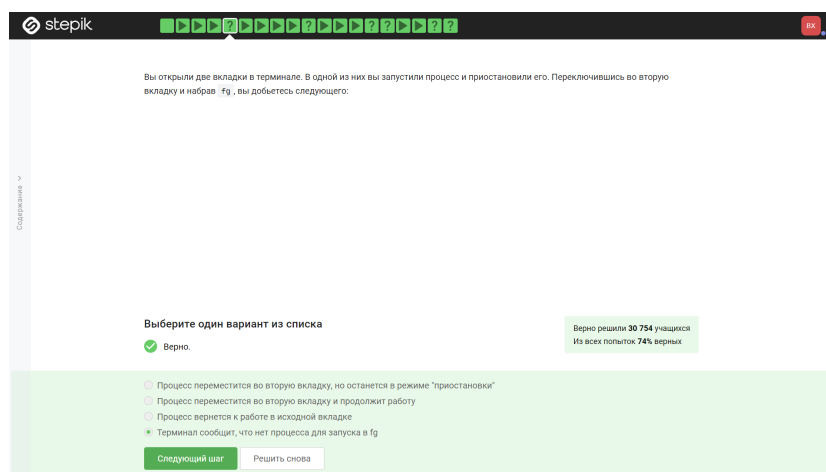 stepik
? ? ? ? ? ?
ВХ
Вы открыли две вкладки в терминале. В одной из них вы запустили процесс и приостановили его. Переключившись во вторую
вкладку и набрав fg , вы добьетесь следующего:
Содержание
Выберите один вариант из списка
Верно решили 30 754 учащихся
Из всех попыток 74% верных
Верно.
Процесс переместится во вторую вкладку, но останется в режиме "приостановки"
Процесс переместится во вторую вкладку и продолжит работу
Процесс вернется к работе в исходной вкладке
Терминал сообщит, что нет процесса для запуска в fg
Следующий шаг
Решить снова